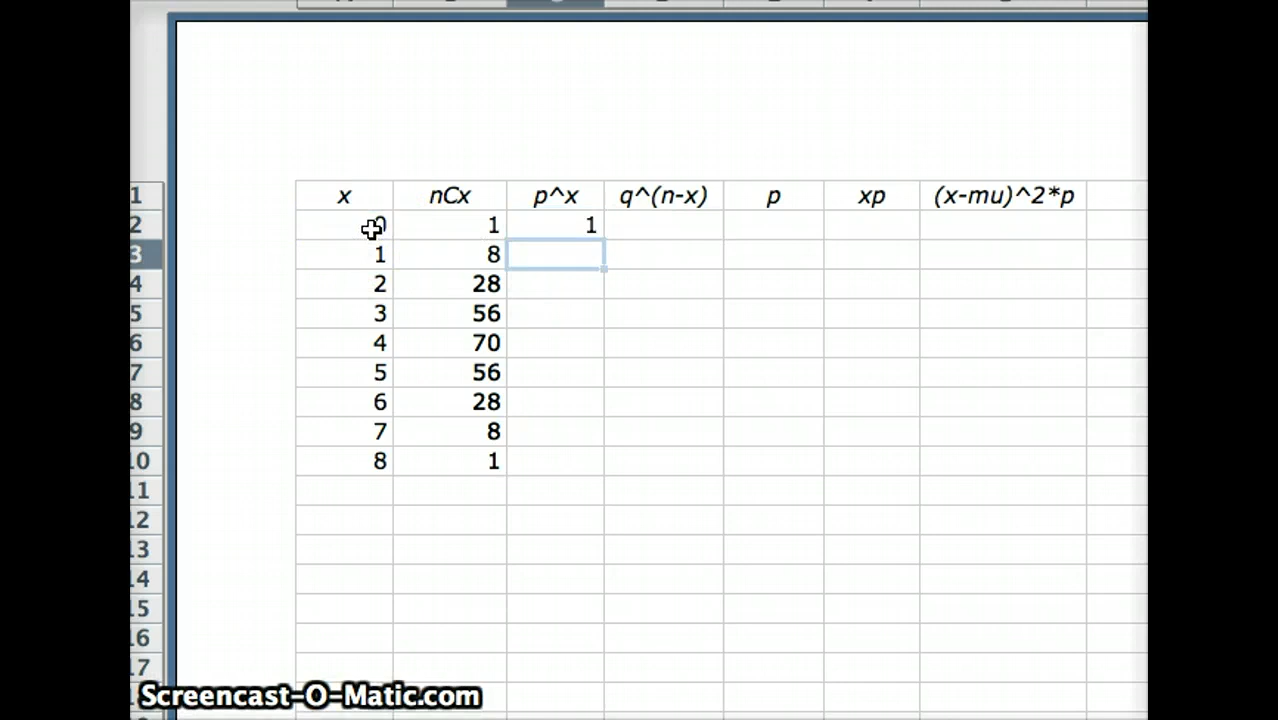 1 x nCx p^x q^(n-x) p xp (x-mu)^2*p
2 0 1 1
3 1 8
4 2 28
5 3 56
6 4 70
7 5 56
8 6 28
9 7 8
10 8 1
11
12
13
14
15
16
17
Screencast-O-Matic.com